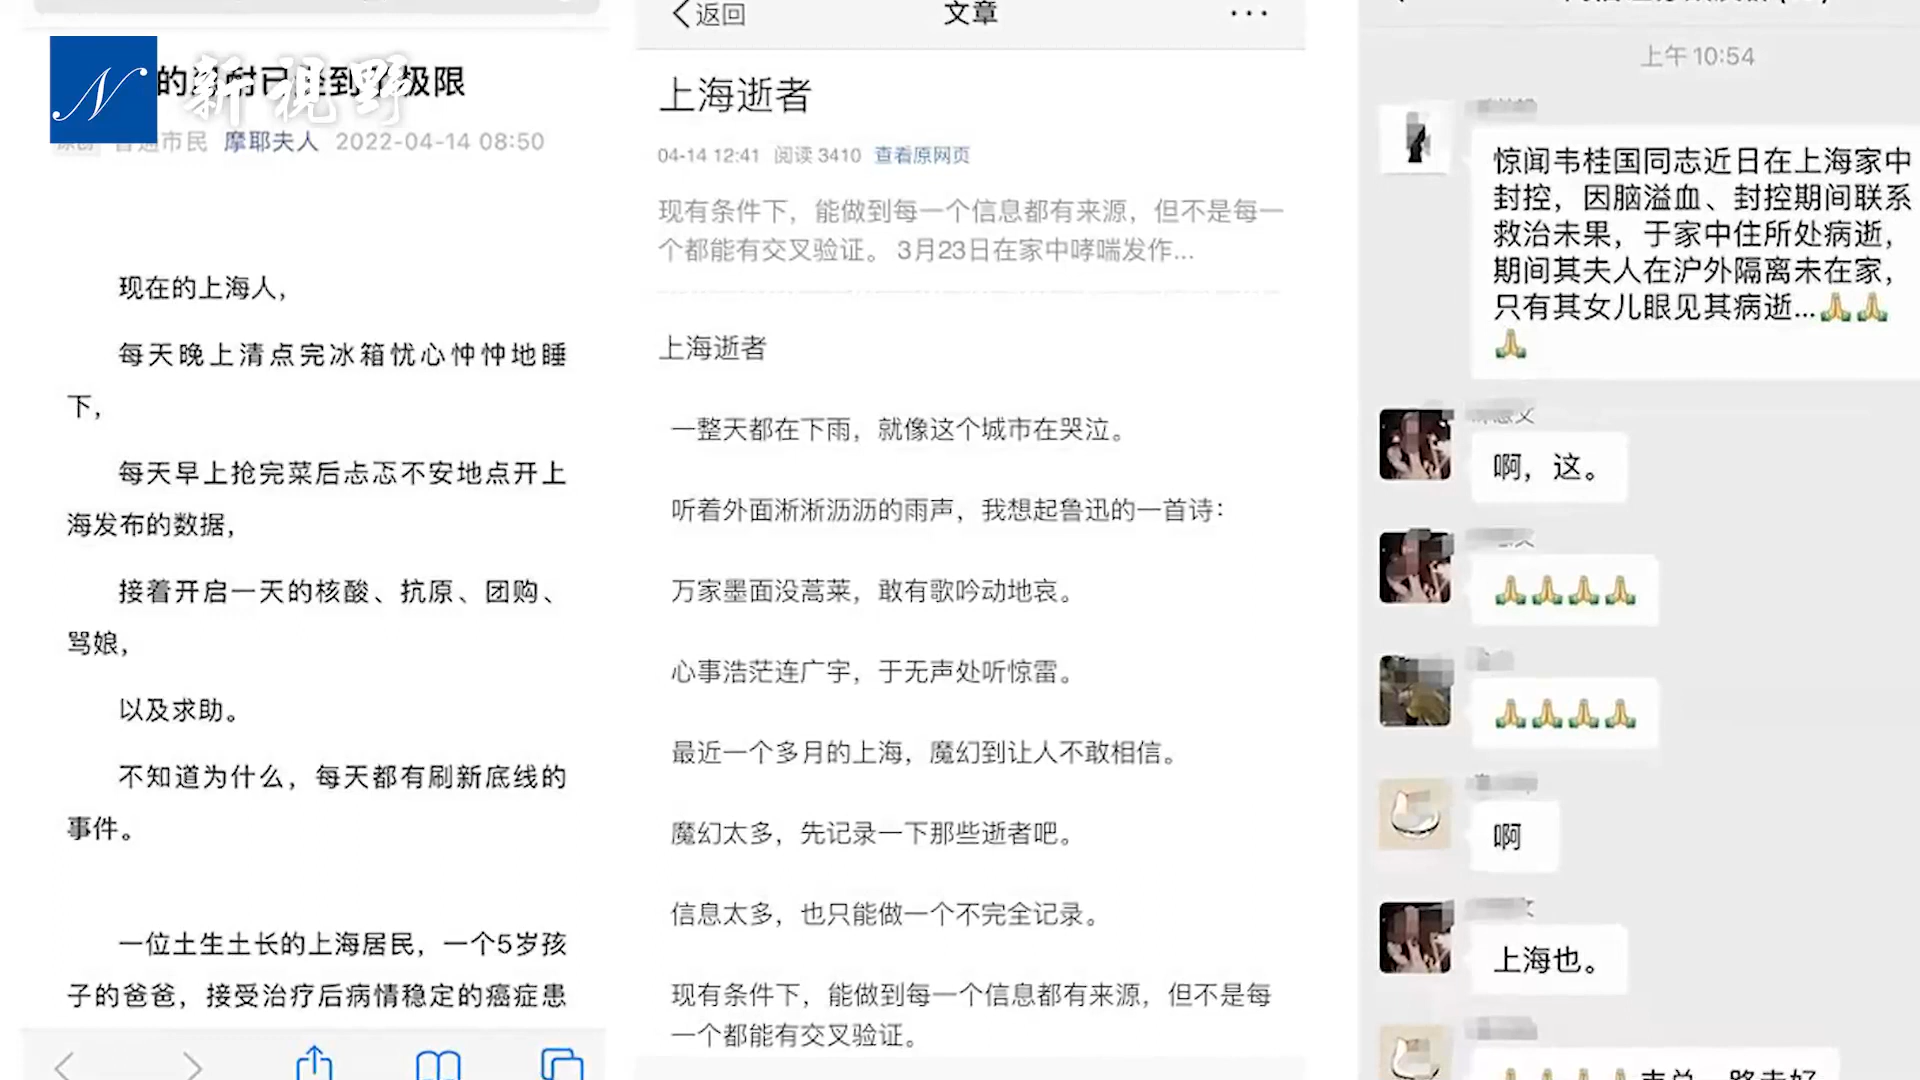 新视野
的
已
到
极限
普通市民 摩耶夫人 2022-04-14 08:50
现在的上海人，
每天晚上清点完冰箱忧心忡忡地睡
下，
每天早上抢完菜后忐忑不安地点开上
海发布的数据，
接着开启一天的核酸、抗原、团购、
骂娘，
以及求助。
不知道为什么，每天都有刷新底线的
事件。
一位土生土长的上海居民，一个5岁孩
子的爸爸，接受治疗后病情稳定的癌症患
返回
文章
上海逝者
04-14 12:41 阅读 3410 查看原网页
现有条件下，能做到每一个信息都有来源，但不是每一
个都能有交叉验证。 3月23日在家中哮喘发作...
上海逝者
一整天都在下雨，就像这个城市在哭泣。
听着外面淅淅沥沥的雨声，我想起鲁迅的一首诗：
万家墨面没蒿莱，敢有歌吟动地哀。
心事浩茫连广宇，于无声处听惊雷。
最近一个多月的上海，魔幻到让人不敢相信。
魔幻太多，先记录一下那些逝者吧。
信息太多，也只能做一个不完全记录。
现有条件下，能做到每一个信息都有来源，但不是每
一个都能有交叉验证。
上午 10:54
惊闻韦桂国同志近日在上海家中
封控，因脑溢血、封控期间联系
救治未果，于家中住所处病逝，
期间其夫人在沪外隔离未在家，
只有其女儿眼见其病逝...🙏🙏
🙏
啊，这。
🙏🙏🙏🙏
🙏🙏🙏🙏
啊
上海也。